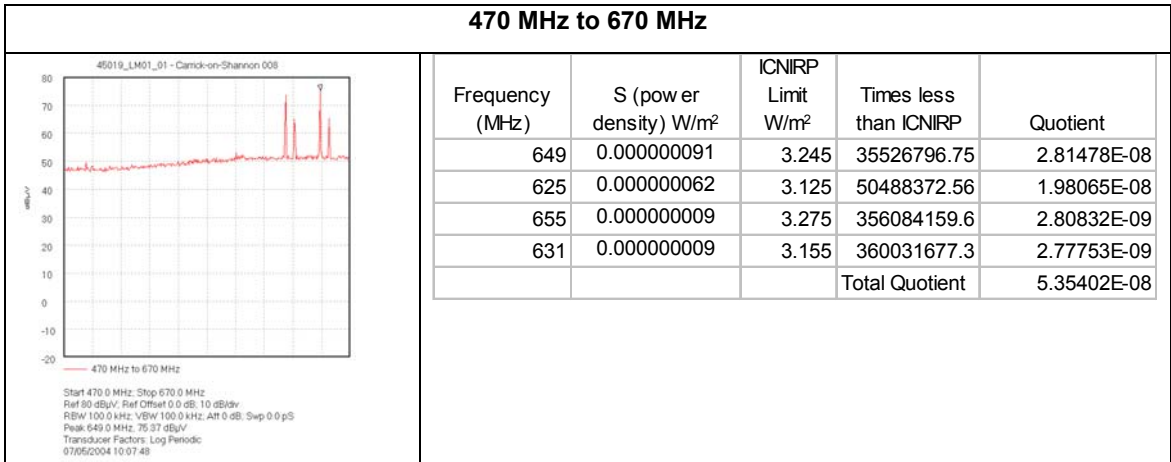 470 MHz to 670 MHz
45019_LM01_01 - Carrick-on-Shannon 008
80
70
60
50
40
30
20
10
0
-10
-20
dBµV
470 MHz to 670 MHz
Start 470.0 MHz; Stop 670.0 MHz
Ref 80 dBµV; Ref Offset 0.0 dB; 10 dB/div
RBW 100.0 kHz; VBW 100.0 kHz; Att 0 dB; Swp 0.0 pS
Peak 649.0 MHz, 75.37 dBµV
Transducer Factors: Log Periodic
07/05/2004 10:07:48
Frequency (MHz) S (power density) W/m² ICNIRP Limit W/m² Times less than ICNIRP Quotient
649 0.000000091 3.245 35526796.75 2.81478E-08
625 0.000000062 3.125 50488372.56 1.98065E-08
655 0.000000009 3.275 356084159.6 2.80832E-09
631 0.000000009 3.155 360031677.3 2.77753E-09
Total Quotient 5.35402E-08